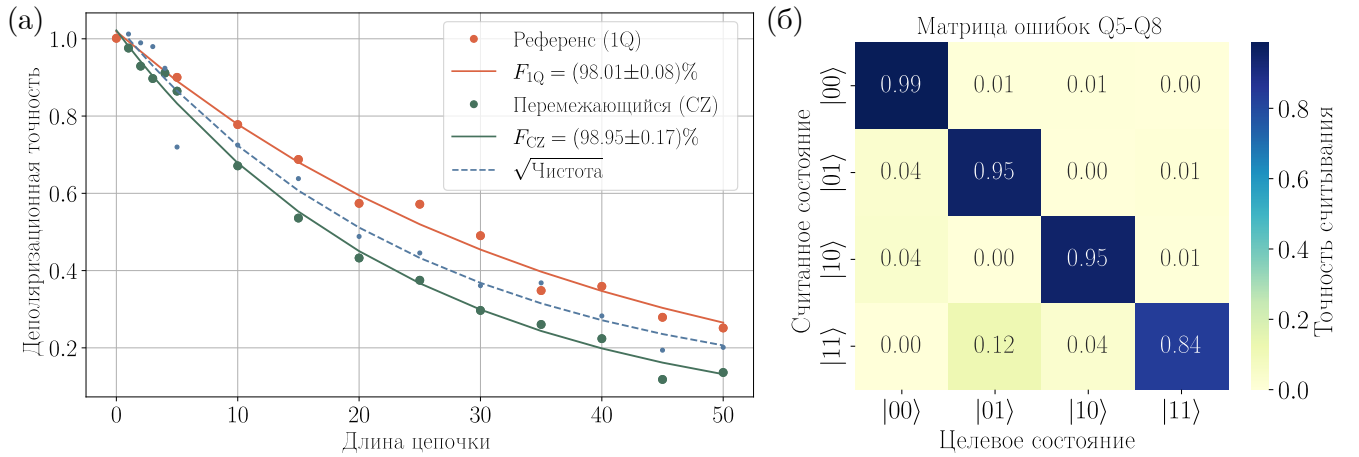 (а)
Деполяризационная точность
1.0
0.8
0.6
0.4
0.2
0 10 20 30 40 50
Длина цепочки
Референс (1Q)
F1Q = (98.01±0.08)%
Перемежающийся (CZ)
FCZ = (98.95±0.17)%
√Чистота
(б)
Матрица ошибок Q5-Q8
Считанное состояние
|00⟩ 0.99 0.01 0.01 0.00
|01⟩ 0.04 0.95 0.00 0.01
|10⟩ 0.04 0.00 0.95 0.01
|11⟩ 0.00 0.12 0.04 0.84
|00⟩ |01⟩ |10⟩ |11⟩
Целевое состояние
0.8
0.6
0.4
0.2
0.0
Точность считывания